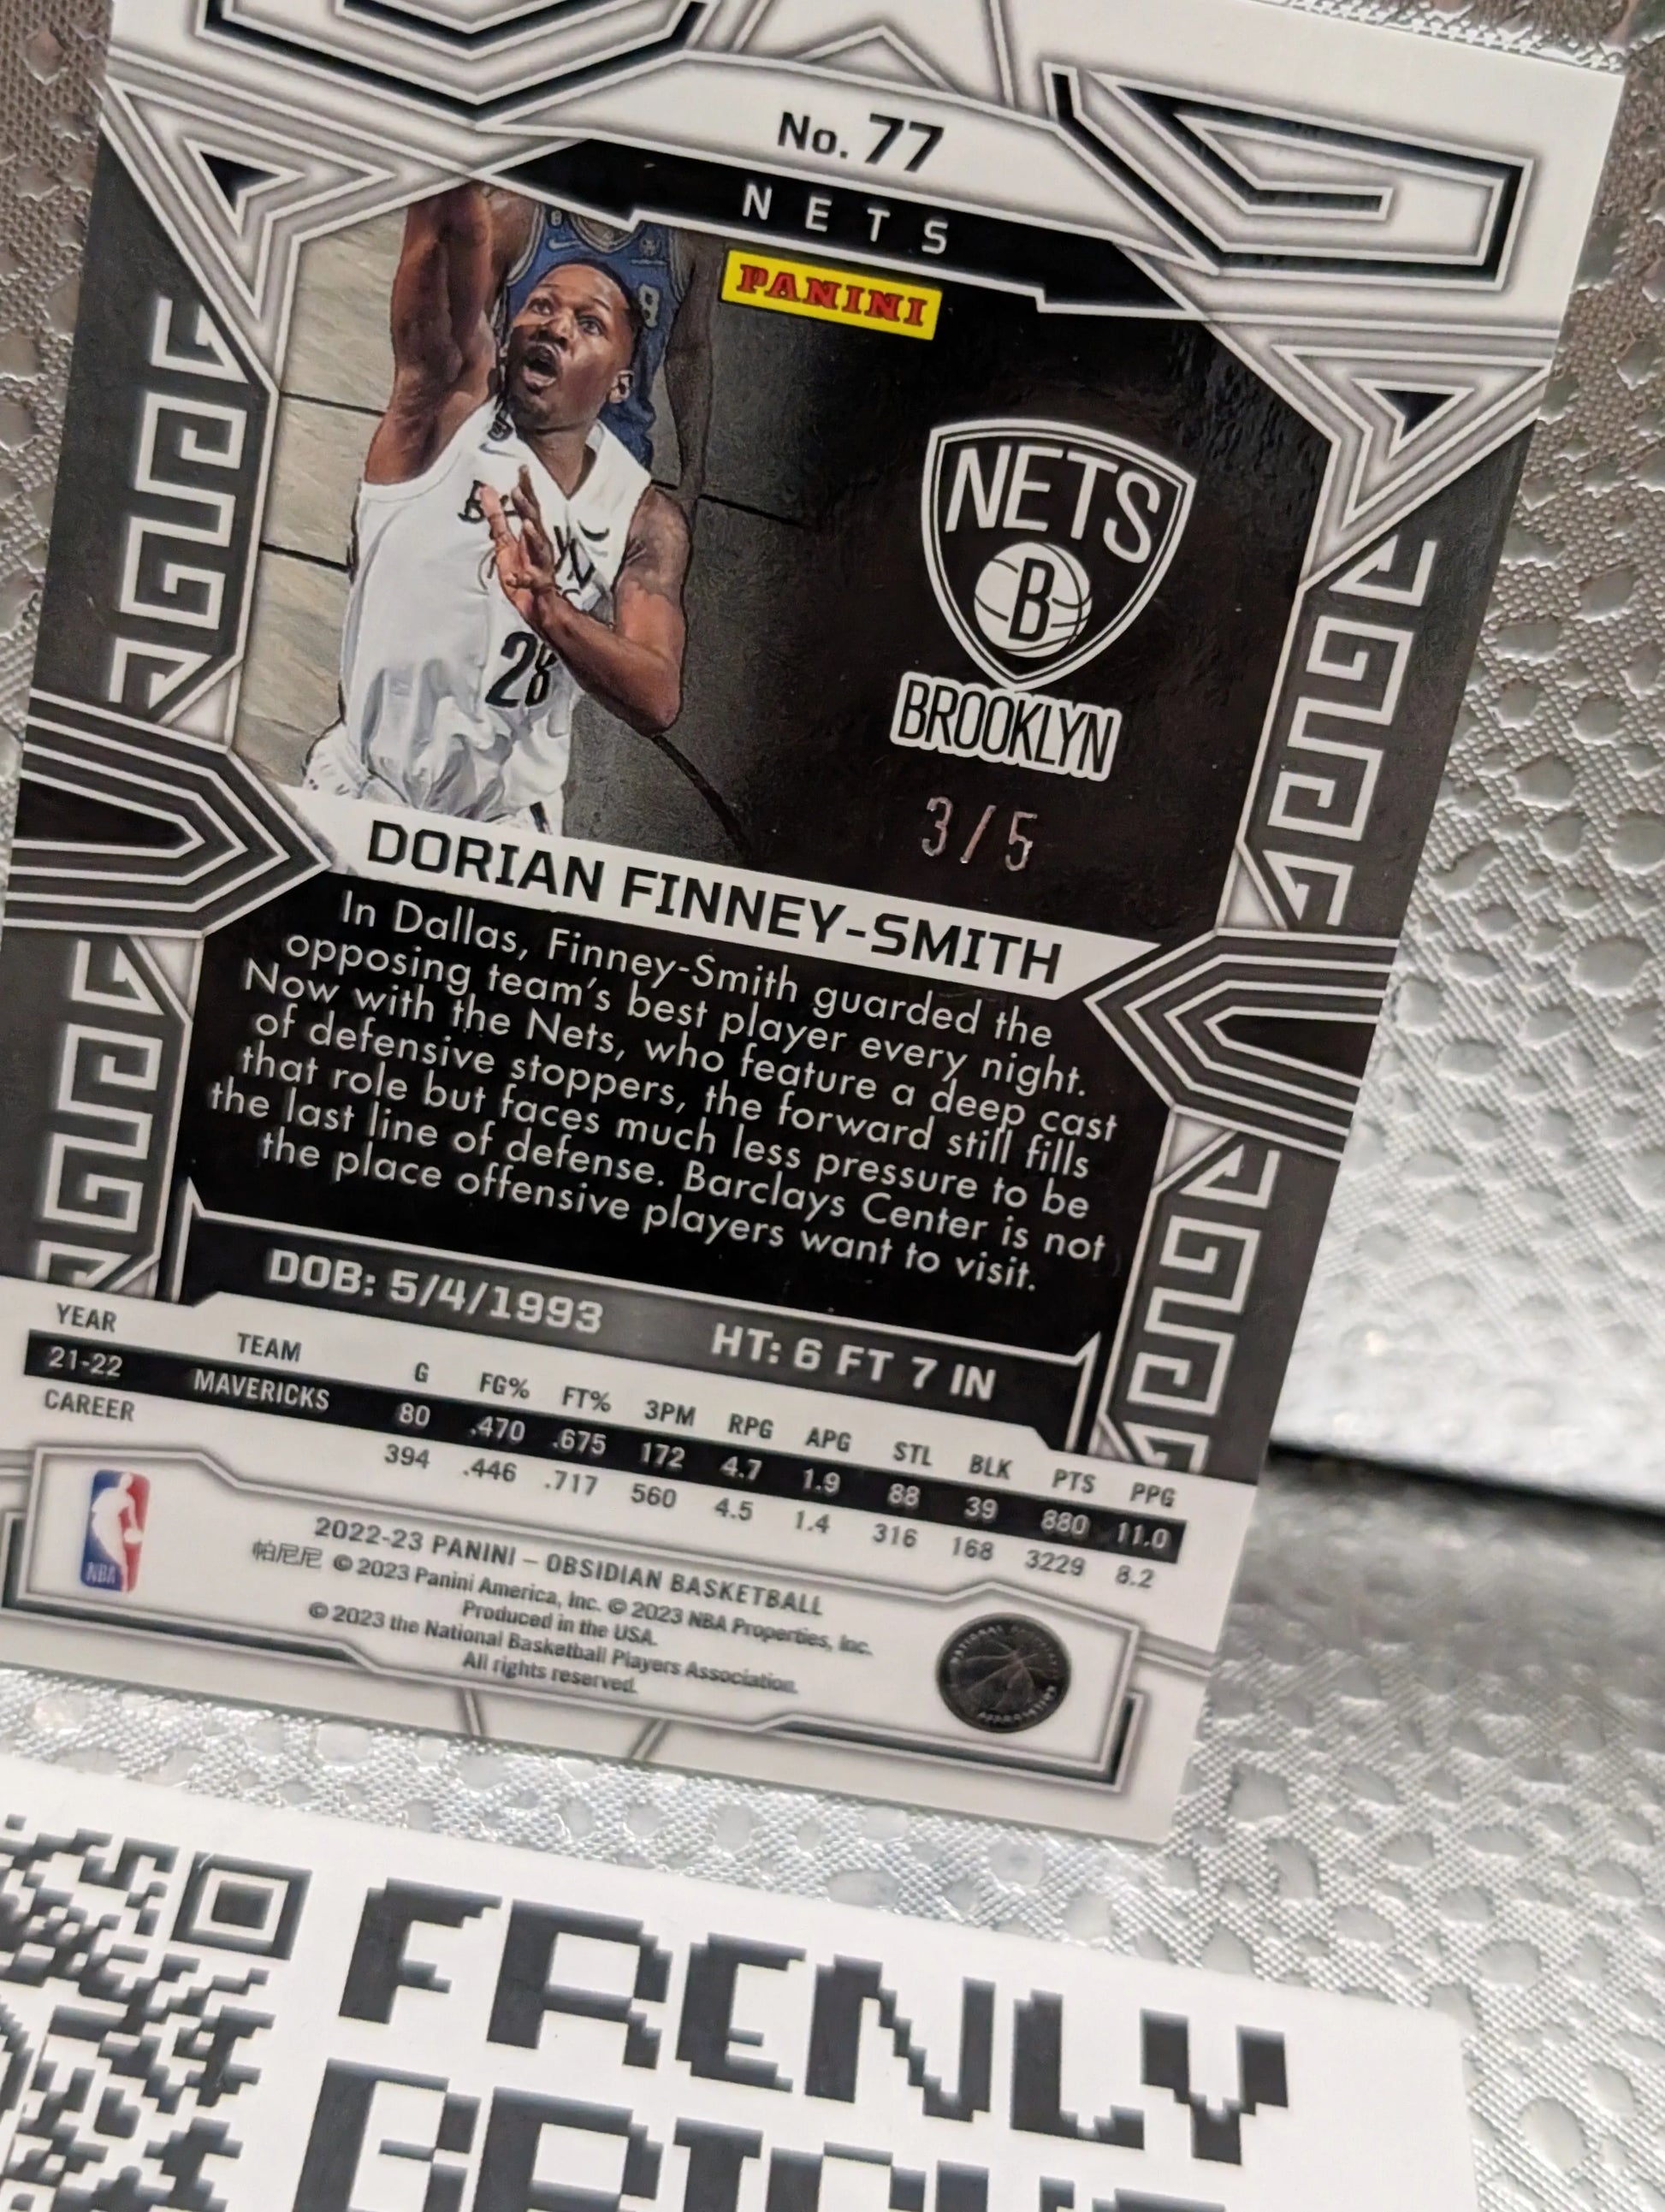 No. 77
NETS
PANINI
NETS
B
BROOKLYN
28
3/5
DORIAN FINNEY-SMITH
In Dallas, Finney-Smith guarded the
opposing team's best player every night.
Now with the Nets, who feature a deep cast
of defensive stoppers, the forward still fills
that role but faces much less pressure to be
the last line of defense. Barclays Center is not
the place offensive players want to visit.
DOB: 5/4/1993 HT: 6 FT 7 IN
YEAR TEAM G FG% FT% 3PM RPG APG STL BLK PTS PPG
21-22 MAVERICKS 80 .470 .675 172 4.7 1.9 88 39 880 11.0
CAREER 394 .446 .717 560 4.5 1.4 316 168 3229 8.2
NBA
2022-23 PANINI – OBSIDIAN BASKETBALL
帕尼尼 © 2023 Panini America, Inc. © 2023 NBA Properties, Inc.
Produced in the USA.
© 2023 the National Basketball Players Association.
All rights reserved.
FRENLY